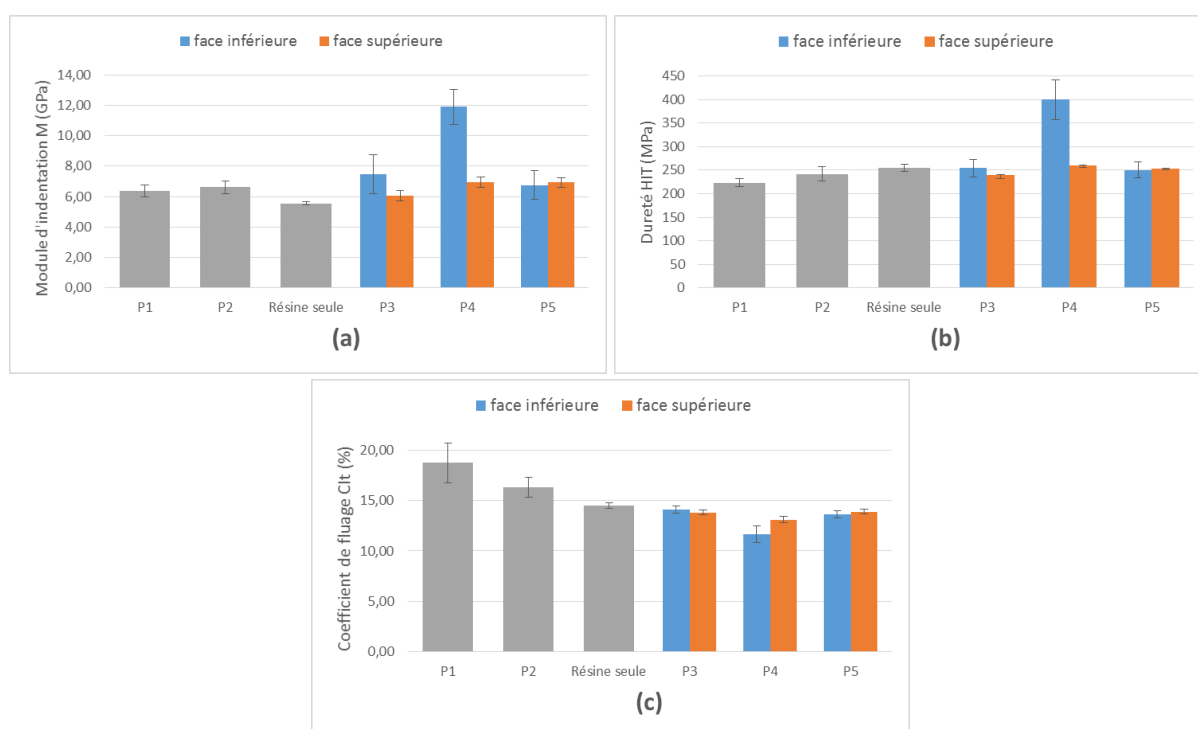 face inférieure face supérieure
Module d'indentation M (GPa)
14,00
12,00
10,00
8,00
6,00
4,00
2,00
0,00
P1 P2 Résine seule P3 P4 P5
(a)
face inférieure face supérieure
Dureté HIT (MPa)
450
400
350
300
250
200
150
100
50
0
P1 P2 Résine seule P3 P4 P5
(b)
face inférieure face supérieure
Coefficient de fluage CIt (%)
20,00
15,00
10,00
5,00
0,00
P1 P2 Résine seule P3 P4 P5
(c)